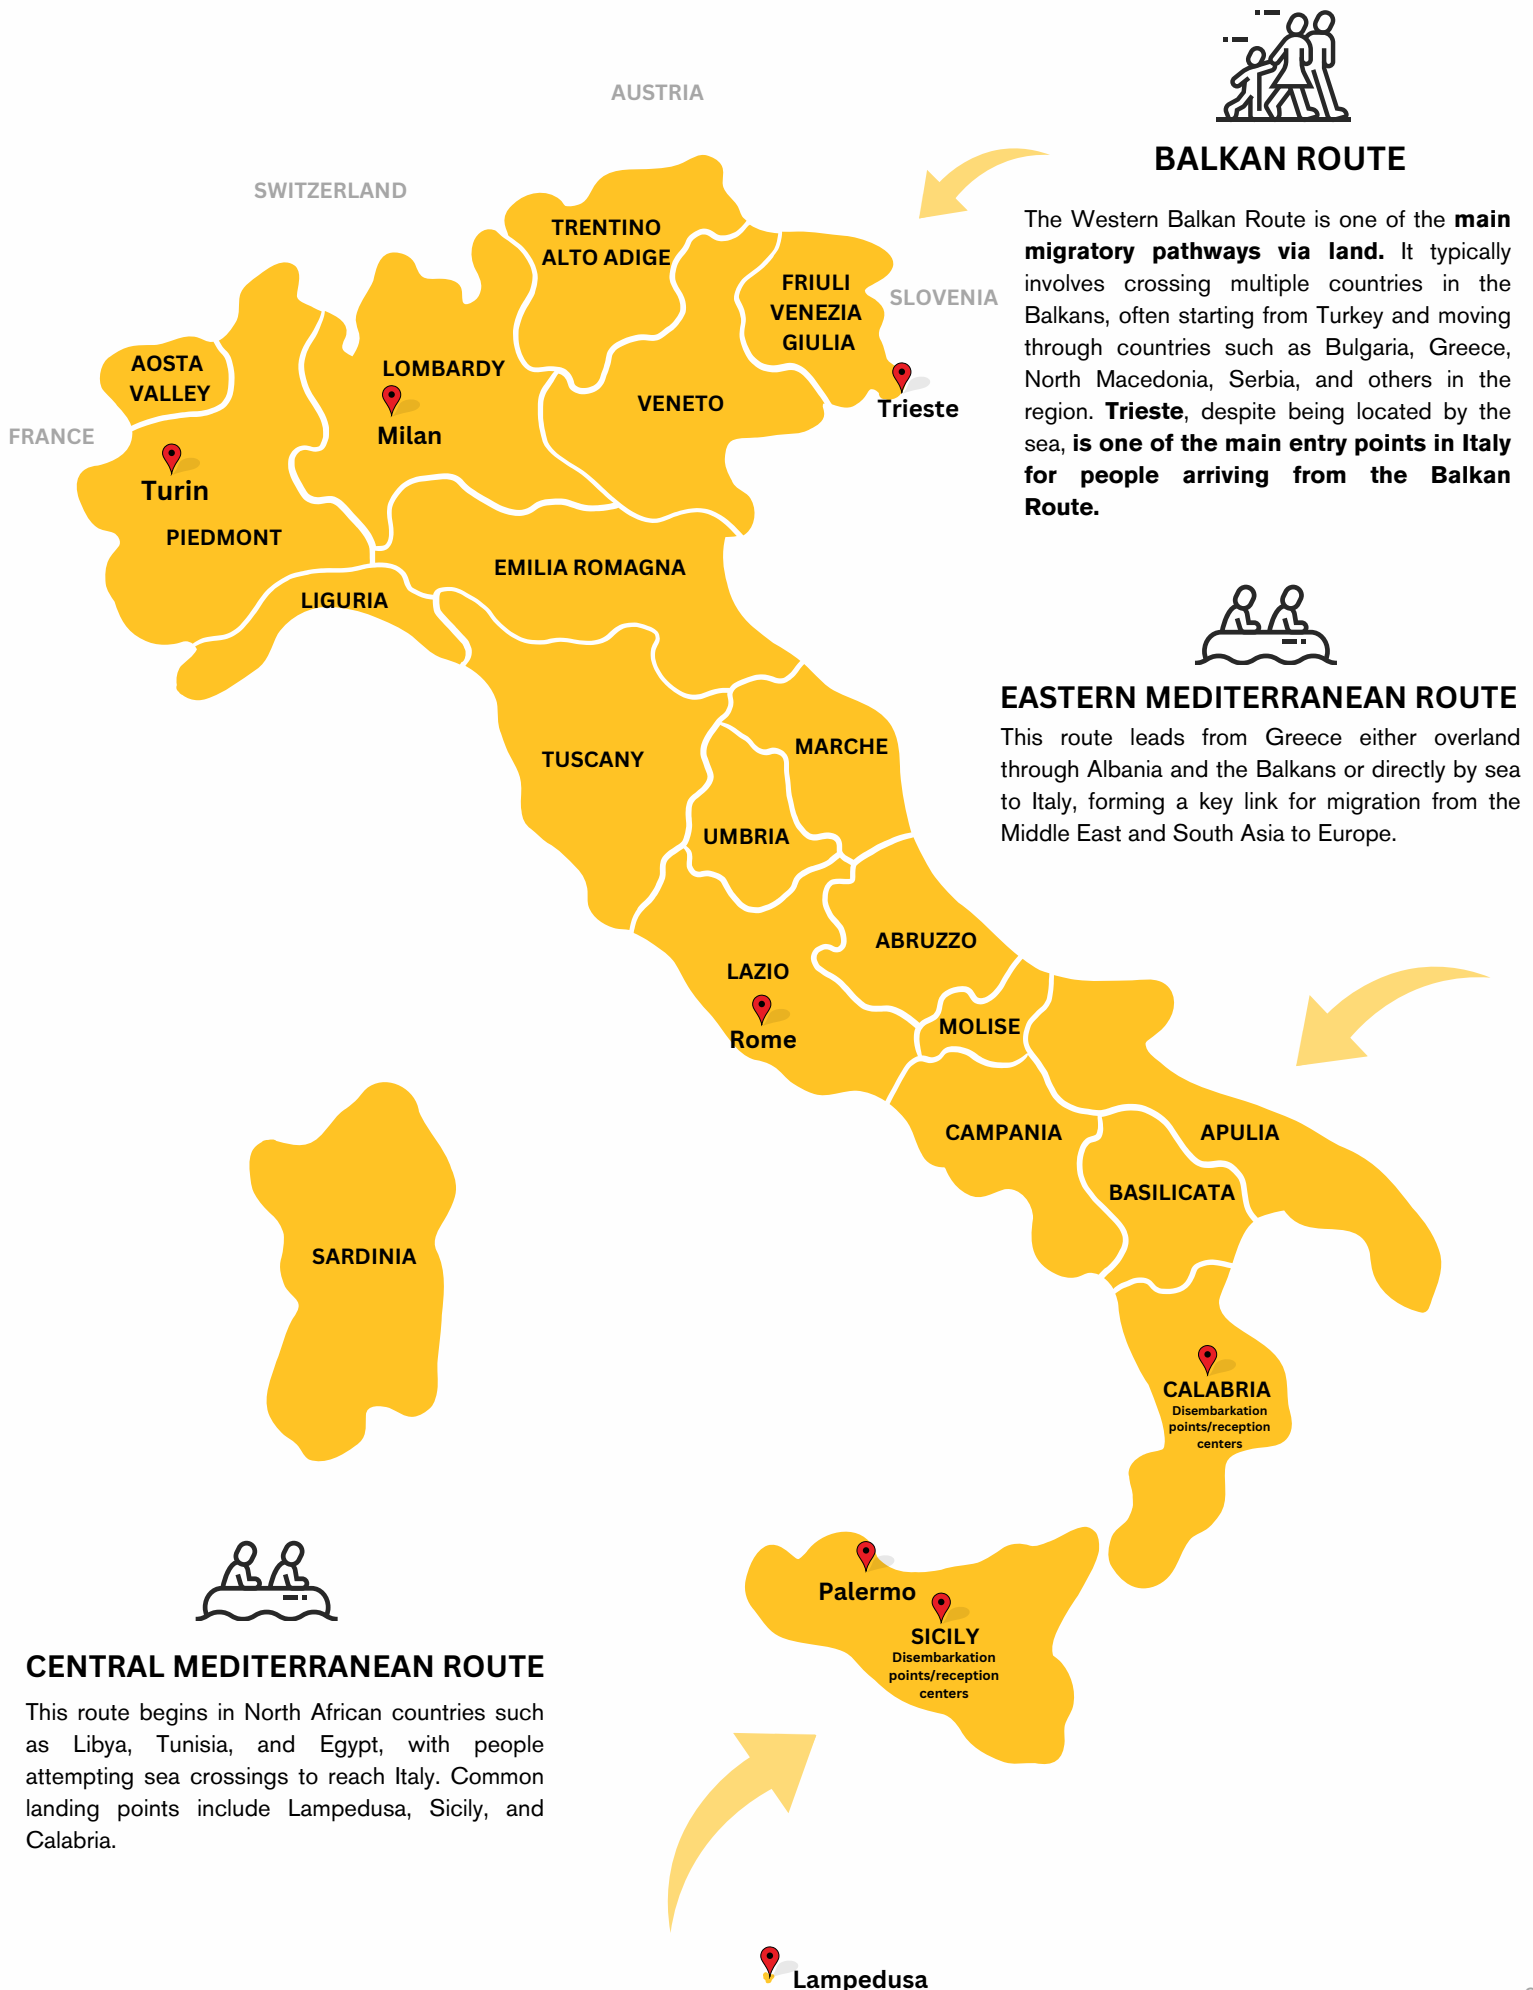 AUSTRIA
BALKAN ROUTE
SWITZERLAND
The Western Balkan Route is one of the main
migratory pathways via land. It typically
involves crossing multiple countries in the
Balkans, often starting from Turkey and moving
through countries such as Bulgaria, Greece,
North Macedonia, Serbia, and others in the
region. Trieste, despite being located by the
sea, is one of the main entry points in Italy
for people arriving from the Balkan
Route.
TRENTINO
ALTO ADIGE
FRIULI
VENEZIA
GIULIA
SLOVENIA
AOSTA
VALLEY
LOMBARDY
VENETO
Trieste
FRANCE
Milan
Turin
PIEDMONT
EMILIA ROMAGNA
LIGURIA
EASTERN MEDITERRANEAN ROUTE
This route leads from Greece either overland
through Albania and the Balkans or directly by sea
to Italy, forming a key link for migration from the
Middle East and South Asia to Europe.
TUSCANY
MARCHE
UMBRIA
ABRUZZO
LAZIO
Rome
MOLISE
CAMPANIA
APULIA
BASILICATA
SARDINIA
CALABRIA
Disembarkation
points/reception
centers
Palermo
SICILY
Disembarkation
points/reception
centers
CENTRAL MEDITERRANEAN ROUTE
This route begins in North African countries such
as Libya, Tunisia, and Egypt, with people
attempting sea crossings to reach Italy. Common
landing points include Lampedusa, Sicily, and
Calabria.
Lampedusa